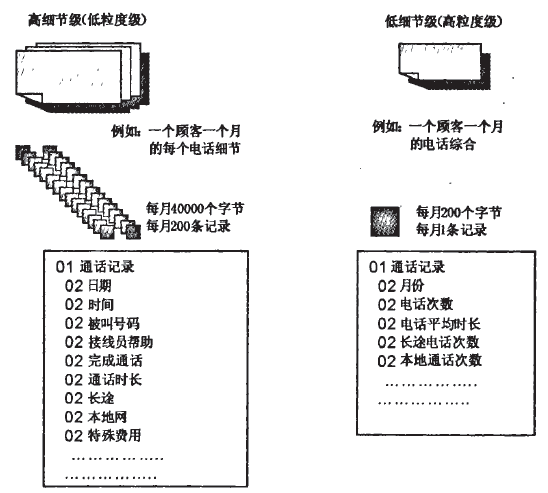 高细节级(低粒度级)
例如: 一个顾客一个月
的每个电话细节
每月40000个字节
每月200条记录
01 通话记录
02 日期
02 时间
02 被叫号码
02 接线员帮助
02 完成通话
02 通话时长
02 长途
02 本地网
02 特殊费用
………………
………………
低细节级(高粒度级)
例如: 一个顾客一个月
的电话综合
每月200个字节
每月1条记录
01 通话记录
02 月份
02 电话次数
02 电话平均时长
02 长途电话次数
02 本地通话次数
………………
………………